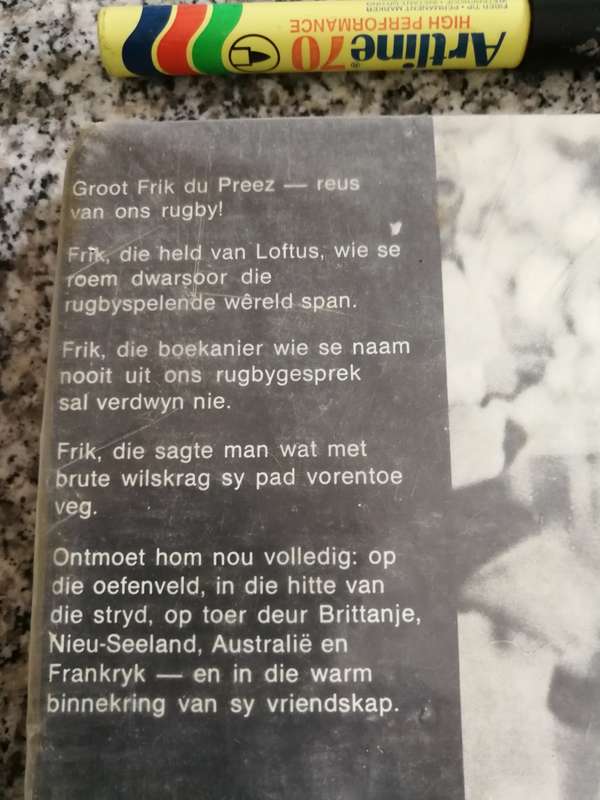 FIBER TIP • PERMANENT MARKER
HIGH PERFORMANCE
Artline® 70
Groot Frik du Preez — reus
van ons rugby!
Frik, die held van Loftus, wie se
roem dwarsoor die
rugbyspelende wêreld span.
Frik, die boekanier wie se naam
nooit uit ons rugbygesprek
sal verdwyn nie.
Frik, die sagte man wat met
brute wilskrag sy pad vorentoe
veg.
Ontmoet hom nou volledig: op
die oefenveld, in die hitte van
die stryd, op toer deur Brittanje,
Nieu-Seeland, Australië en
Frankryk — en in die warm
binnekring van sy vriendskap.